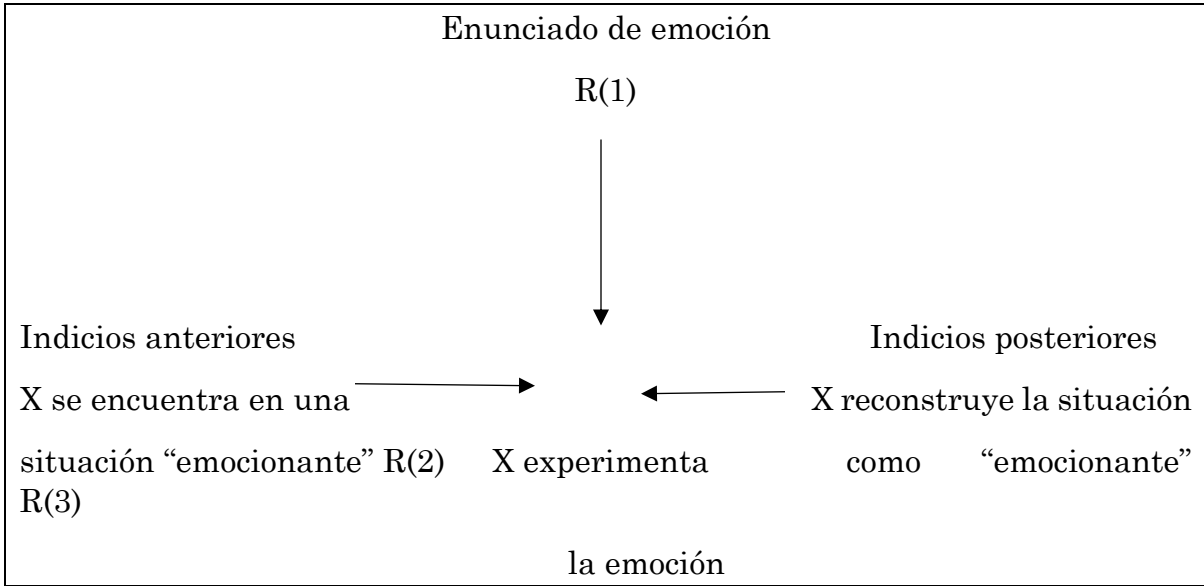 Enunciado de emoción
R(1)
Indicios anteriores Indicios posteriores
X se encuentra en una X reconstruye la situación
situación “emocionante” R(2) X experimenta como “emocionante”
R(3)
la emoción